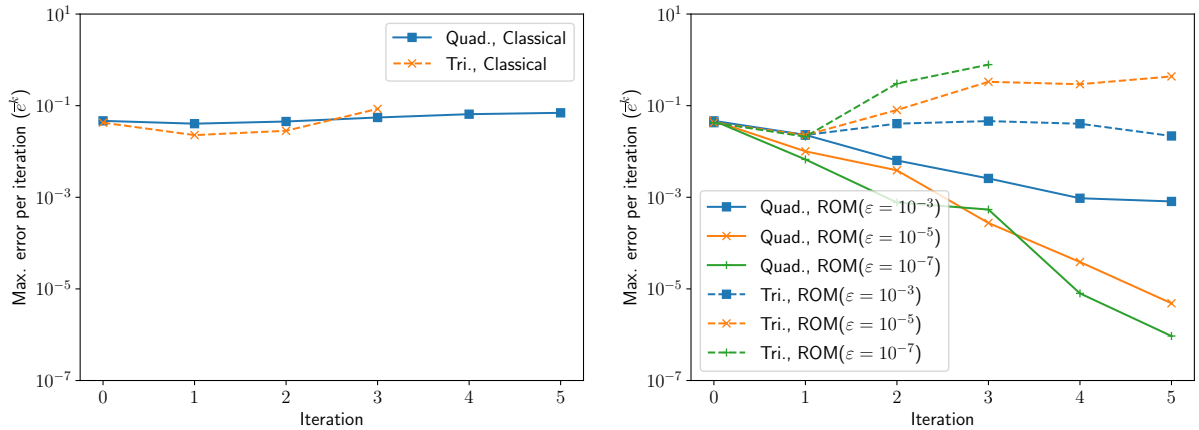 10^1
10^{-1}
10^{-3}
10^{-5}
10^{-7}
Max. error per iteration (\overline{e}^k)
0 1 2 3 4 5
Iteration
Quad., Classical
Tri., Classical
10^1
10^{-1}
10^{-3}
10^{-5}
10^{-7}
Max. error per iteration (\overline{e}^k)
0 1 2 3 4 5
Iteration
Quad., ROM(ε = 10^{-3})
Quad., ROM(ε = 10^{-5})
Quad., ROM(ε = 10^{-7})
Tri., ROM(ε = 10^{-3})
Tri., ROM(ε = 10^{-5})
Tri., ROM(ε = 10^{-7})